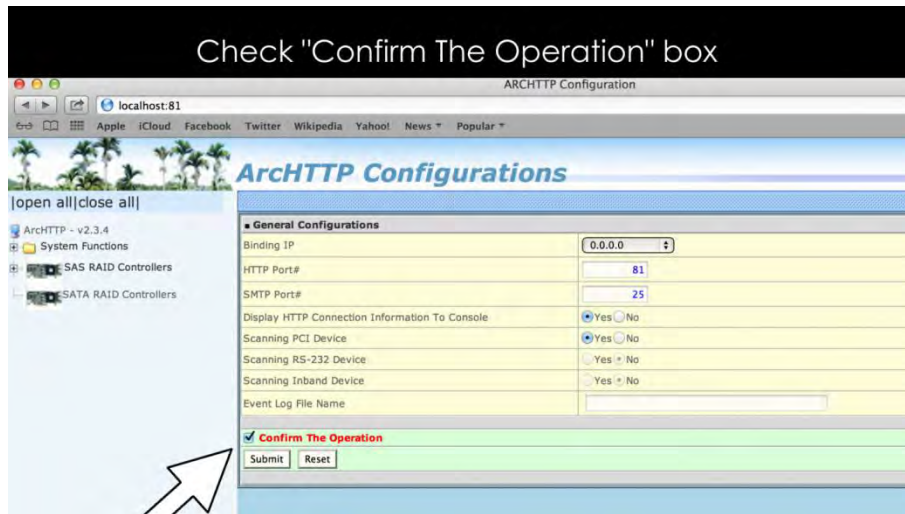 Check "Confirm The Operation" box
ARCHTTP Configuration
localhost:81
Apple iCloud Facebook Twitter Wikipedia Yahoo! News Popular
ArcHTTP Configurations
|open all|close all|
ArcHTTP - v2.3.4
System Functions
SAS RAID Controllers
SATA RAID Controllers
General Configurations
Binding IP 0.0.0.0
HTTP Port# 81
SMTP Port# 25
Display HTTP Connection Information To Console Yes No
Scanning PCI Device Yes No
Scanning RS-232 Device Yes No
Scanning Inband Device Yes No
Event Log File Name
Confirm The Operation
Submit Reset